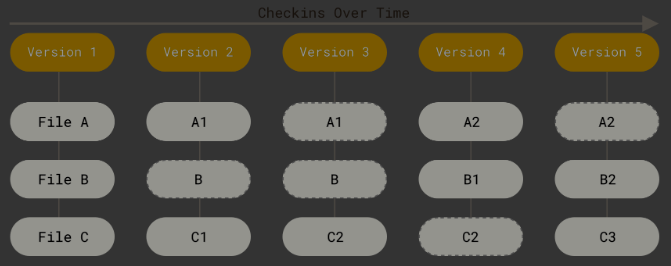 Checkins Over Time
Version 1 Version 2 Version 3 Version 4 Version 5
File A A1 A1 A2 A2
File B B B B1 B2
File C C1 C2 C2 C3